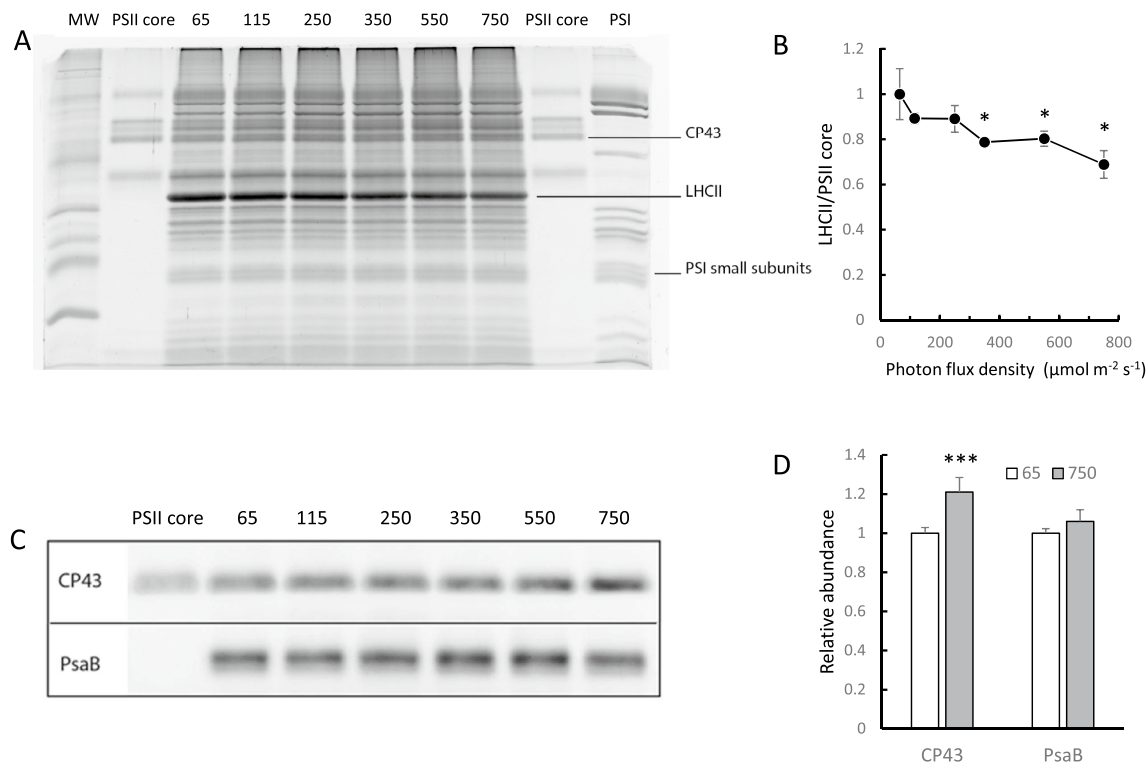 A
MW PSII core 65 115 250 350 550 750 PSII core PSI
CP43
LHCII
PSI small subunits
B
1.2
1
0.8
0.6
0.4
0.2
0
LHCII/PSII core
* * *
0 200 400 600 800
Photon flux density (µmol m⁻² s⁻¹)
C
PSII core 65 115 250 350 550 750
CP43
PsaB
D
1.4
1.2
1
0.8
0.6
0.4
0.2
0
Relative abundance
***
65 750
CP43 PsaB